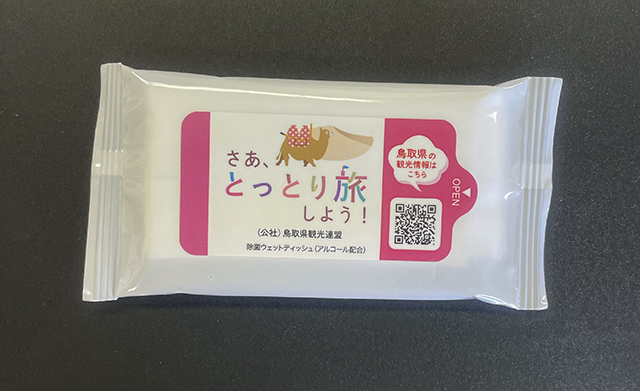 さあ、
とっとり旅
しよう！
（公社）鳥取県観光連盟
除菌ウェットティッシュ（アルコール配合）
鳥取県の
観光情報は
こちら
OPEN